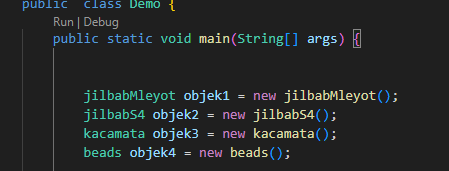 public  class Demo {
Run | Debug
public static void main(String[] args) {
jilbabMleyot objek1 = new jilbabMleyot();
jilbabS4 objek2 = new jilbabS4();
kacamata objek3 = new kacamata();
beads objek4 = new beads();